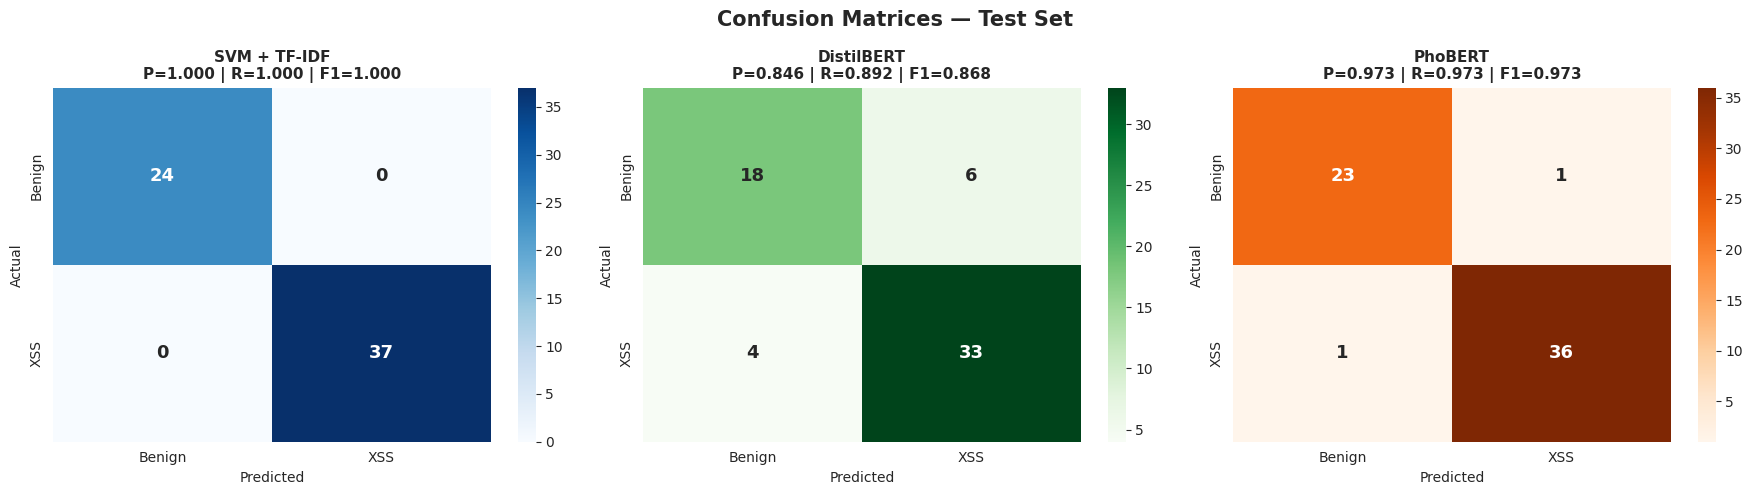 Confusion Matrices — Test Set
SVM + TF-IDF
P=1.000 | R=1.000 | F1=1.000
Actual
Benign
XSS
24
0
0
37
Benign
XSS
Predicted
35
30
25
20
15
10
5
0
DistilBERT
P=0.846 | R=0.892 | F1=0.868
Actual
Benign
XSS
18
6
4
33
Benign
XSS
Predicted
30
25
20
15
10
5
PhoBERT
P=0.973 | R=0.973 | F1=0.973
Actual
Benign
XSS
23
1
1
36
Benign
XSS
Predicted
35
30
25
20
15
10
5